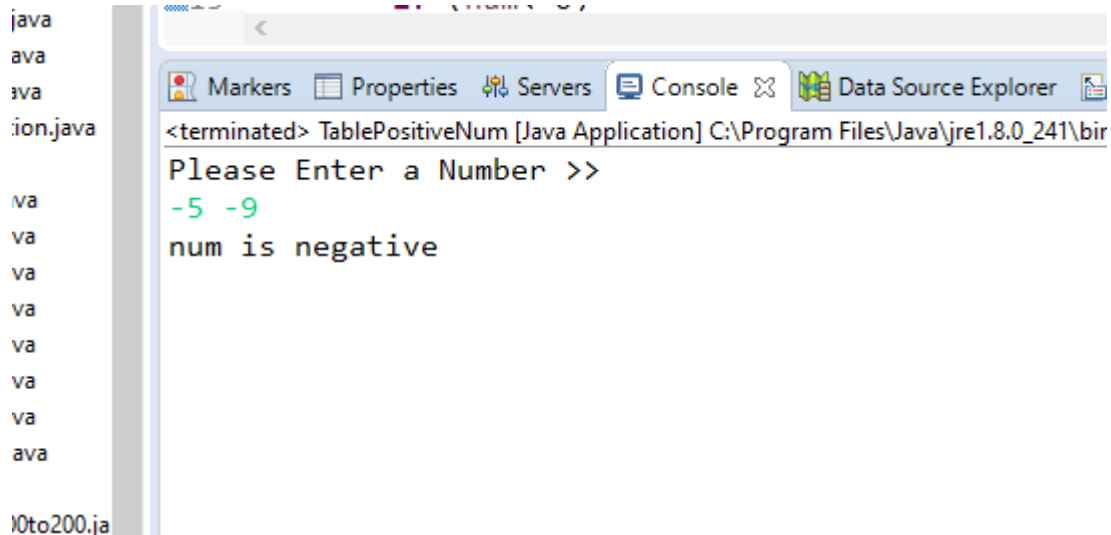 java
ava
ava
ion.java
va
va
va
va
va
va
va
ava
00to200.ja
Markers Properties Servers Console Data Source Explorer
<terminated> TablePositiveNum [Java Application] C:\Program Files\Java\jre1.8.0_241\bin
Please Enter a Number >>
-5 -9
num is negative